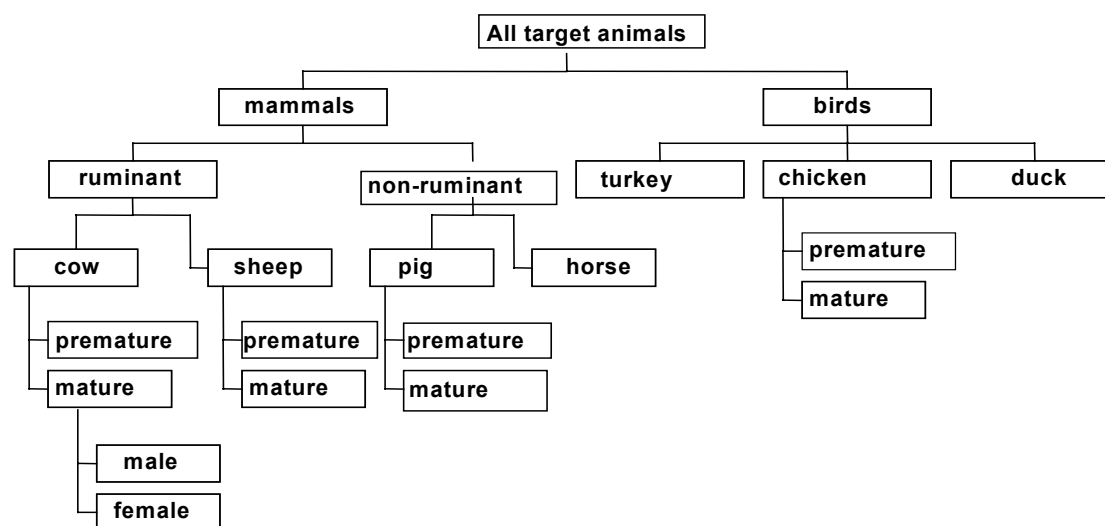 All target animals
mammals
birds
ruminant
non-ruminant
turkey
chicken
duck
cow
sheep
pig
horse
premature
mature
premature
mature
premature
mature
premature
mature
male
female